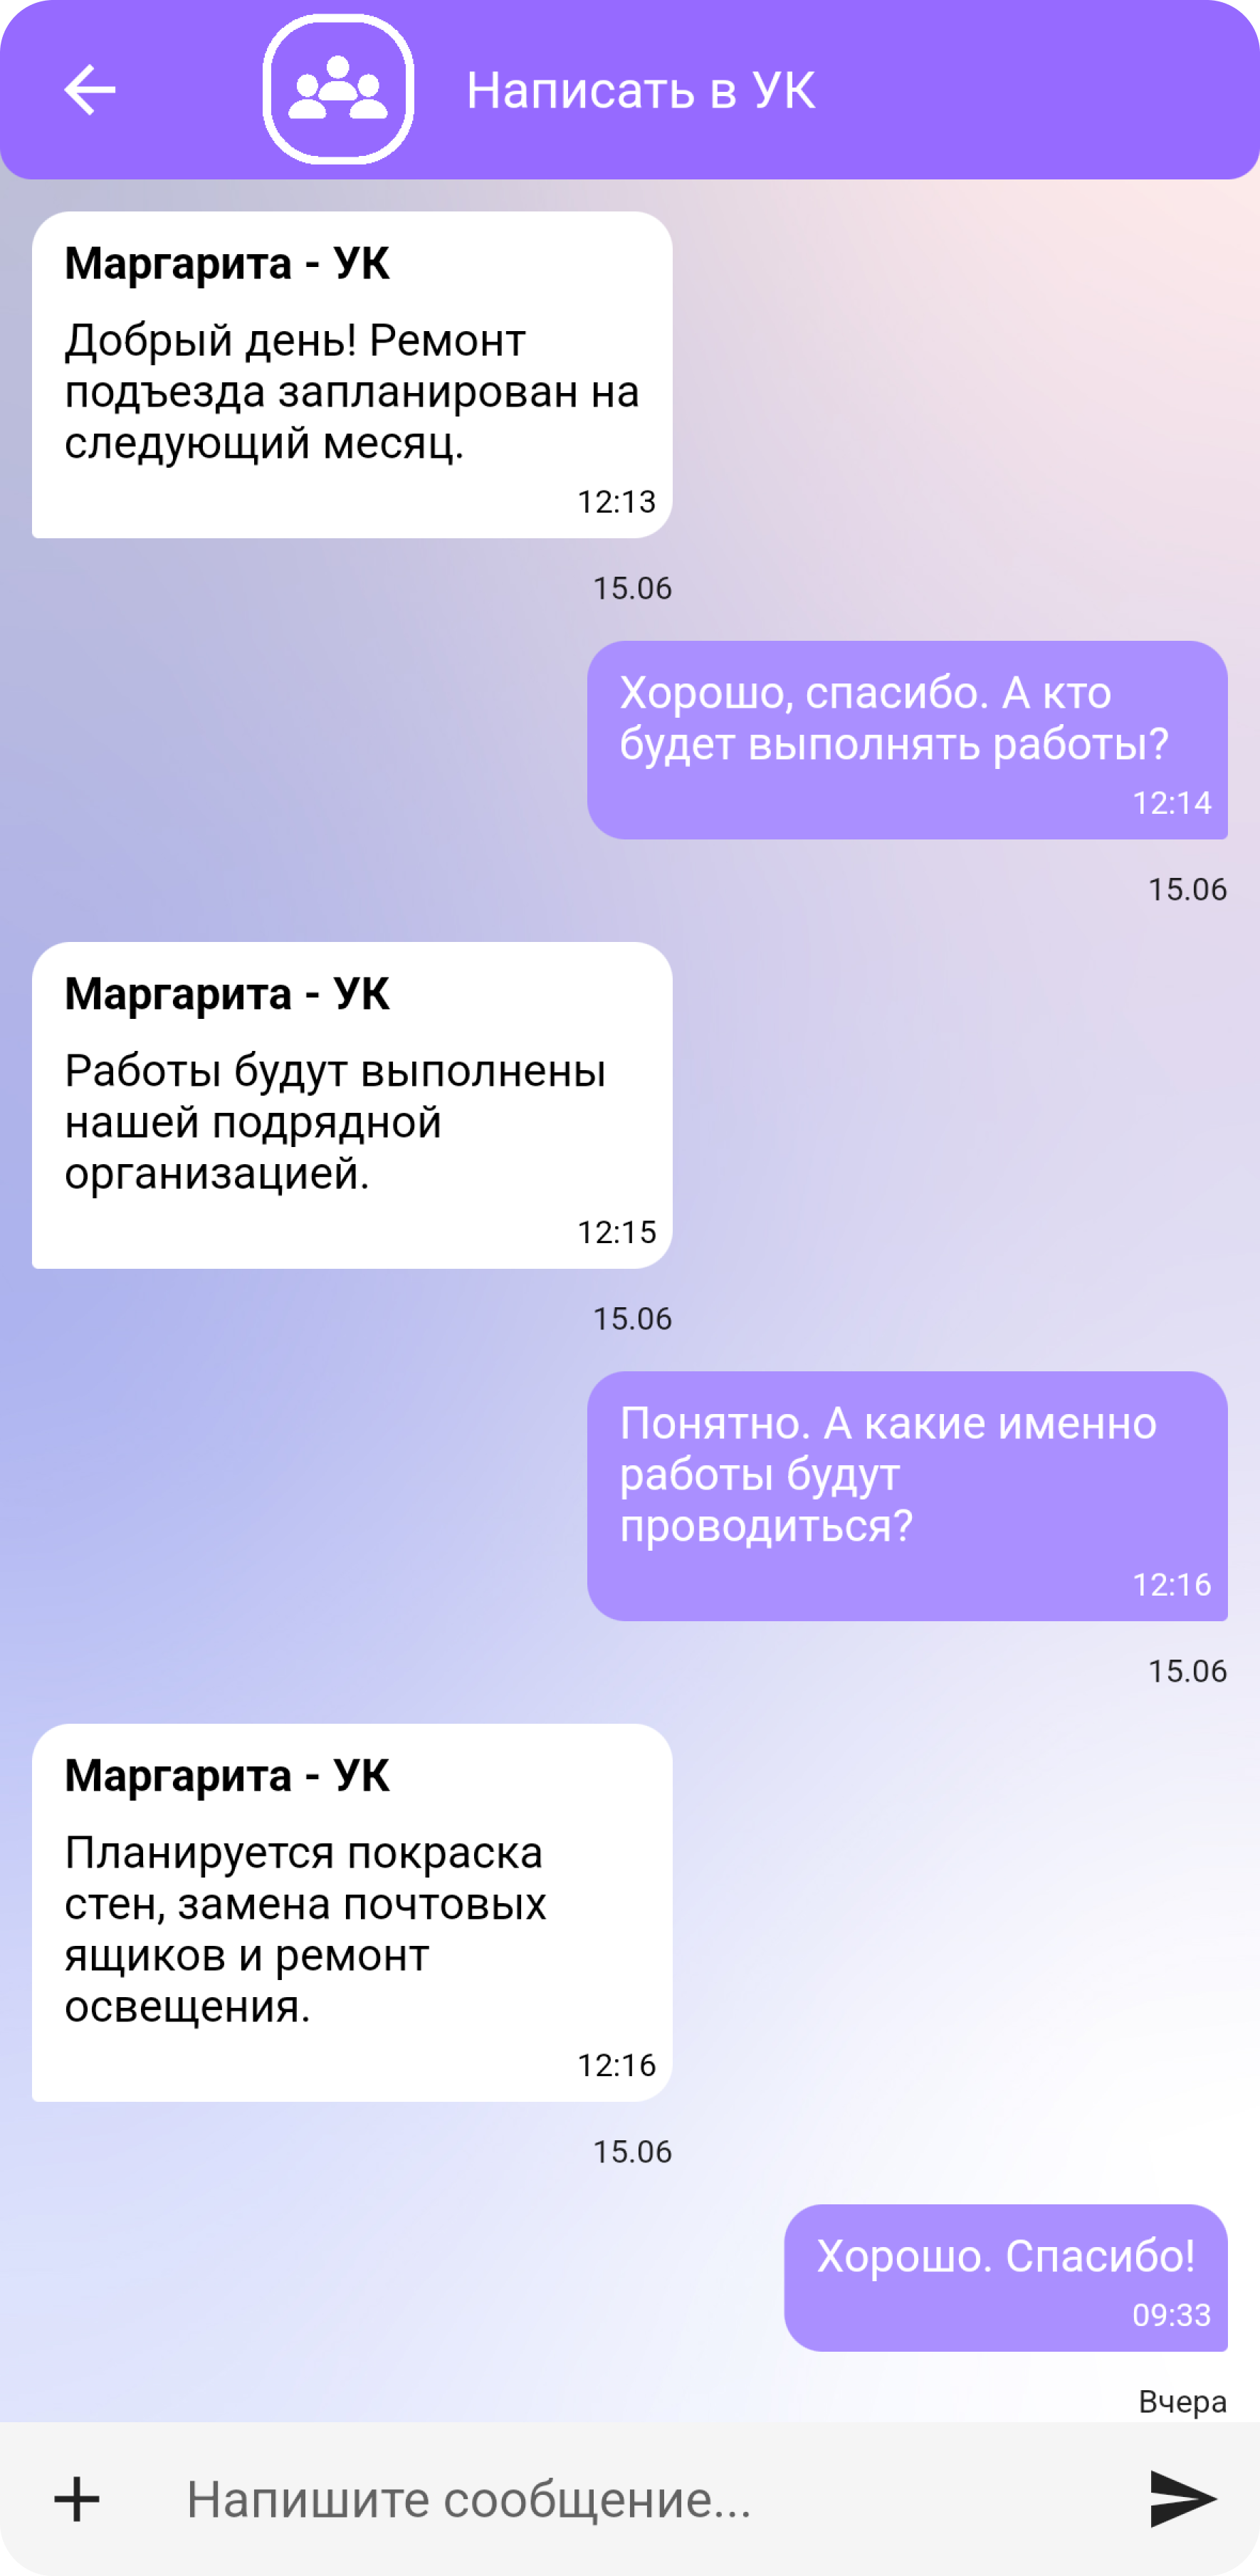 Написать в УК
Маргарита - УК
Добрый день! Ремонт
подъезда запланирован на
следующий месяц.
12:13
15.06
Хорошо, спасибо. А кто
будет выполнять работы?
12:14
15.06
Маргарита - УК
Работы будут выполнены
нашей подрядной
организацией.
12:15
15.06
Понятно. А какие именно
работы будут
проводиться?
12:16
15.06
Маргарита - УК
Планируется покраска
стен, замена почтовых
ящиков и ремонт
освещения.
12:16
15.06
Хорошо. Спасибо!
09:33
Вчера
Напишите сообщение...